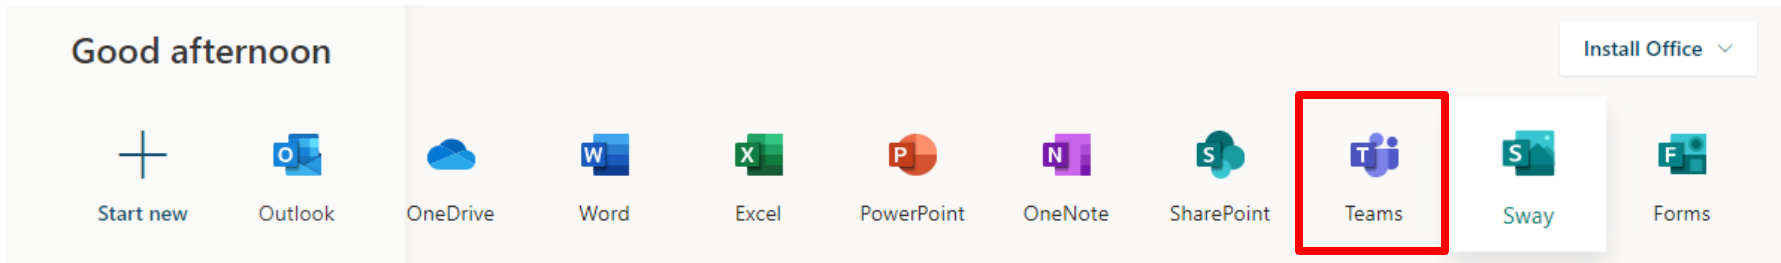 Good afternoon
Install Office
Start new
Outlook
OneDrive
Word
Excel
PowerPoint
OneNote
SharePoint
Teams
Sway
Forms
O
W
X
P
N
S
T
S
F